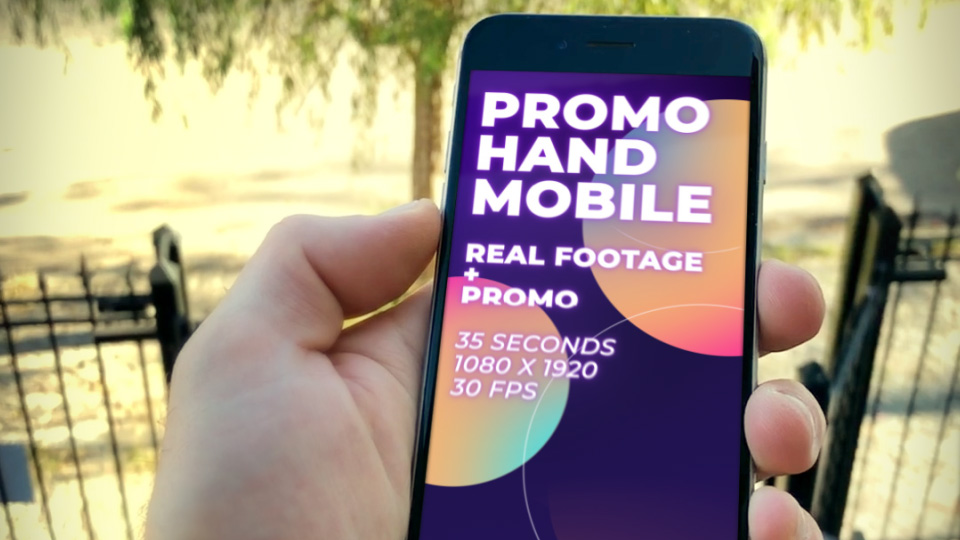 PROMO
HAND
MOBILE
REAL FOOTAGE
+
PROMO
35 SECONDS
1080 X 1920
30 FPS